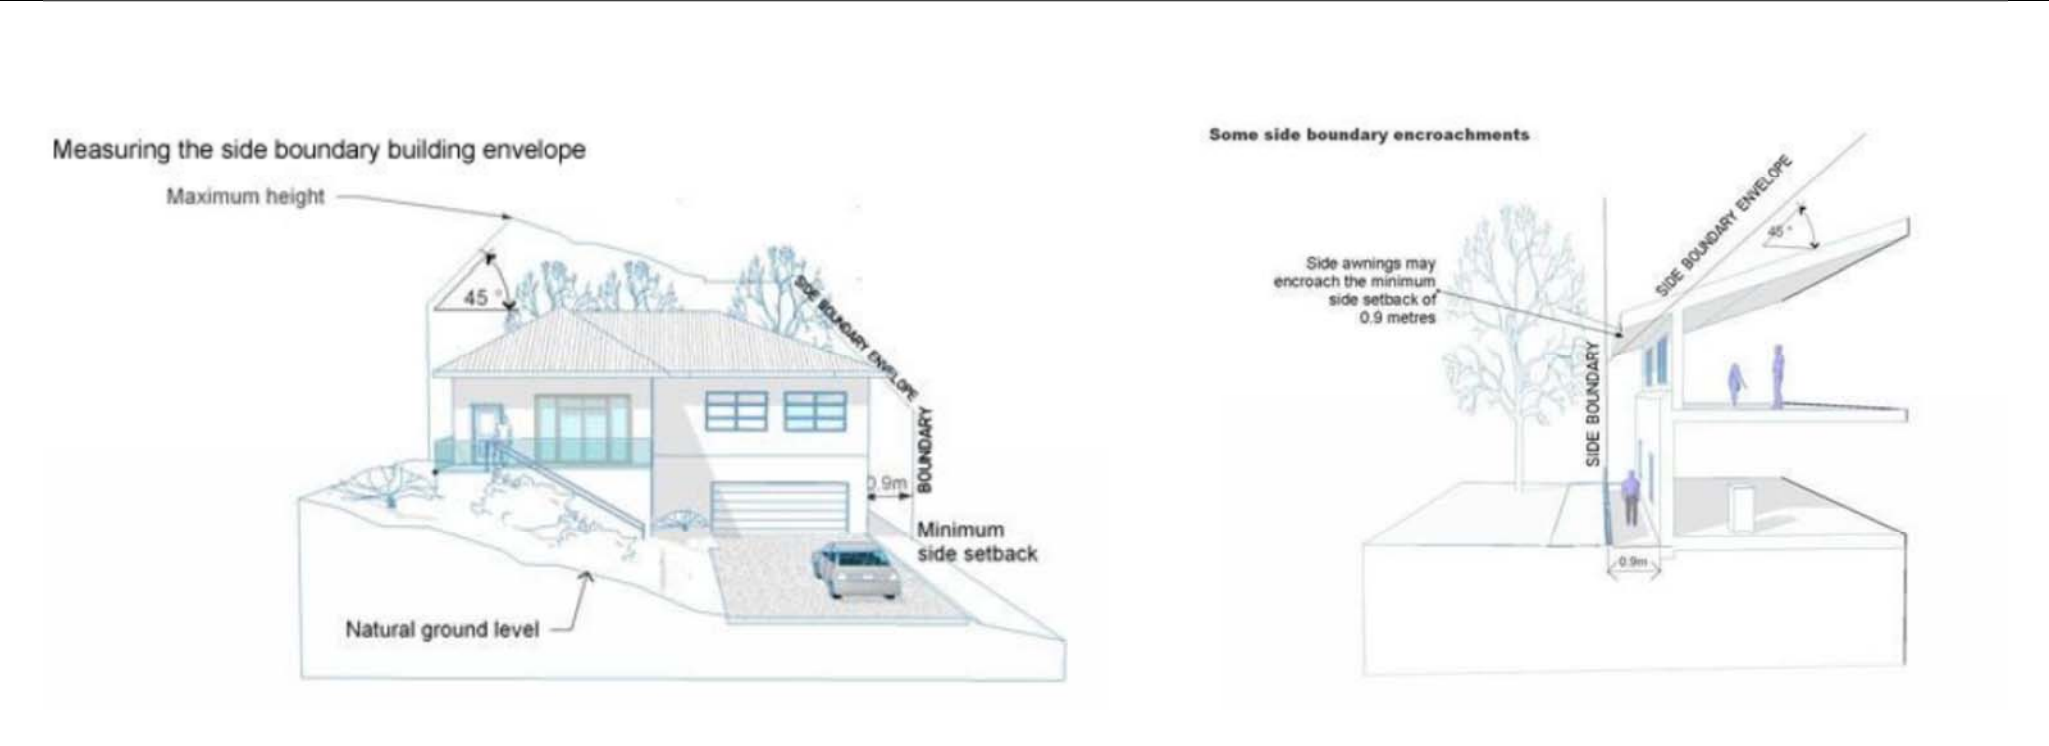 Measuring the side boundary building envelope
Maximum height
45 °
SIDE BOUNDARY ENVELOPE
BOUNDARY
0.9m
Minimum
side setback
Natural ground level
Some side boundary encroachments
SIDE BOUNDARY ENVELOPE
45 °
Side awnings may
encroach the minimum
side setback of
0.9 metres
SIDE BOUNDARY
0.9m